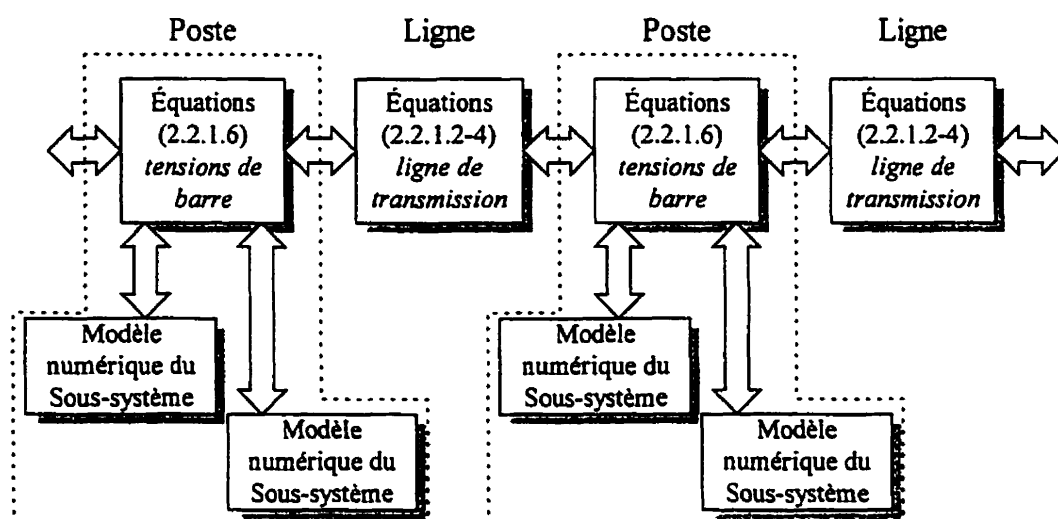 Poste
Ligne
Poste
Ligne
Équations
(2.2.1.6)
tensions de
barre
Équations
(2.2.1.2-4)
ligne de
transmission
Équations
(2.2.1.6)
tensions de
barre
Équations
(2.2.1.2-4)
ligne de
transmission
Modèle
numérique du
Sous-système
Modèle
numérique du
Sous-système
Modèle
numérique du
Sous-système
Modèle
numérique du
Sous-système